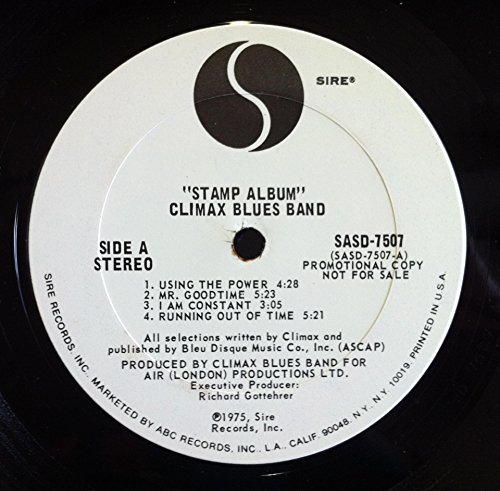 SIRE®
"STAMP ALBUM"
CLIMAX BLUES BAND
SIDE A
STEREO
SASD-7507
(SASD-7507-A)
PROMOTIONAL COPY
NOT FOR SALE
1. USING THE POWER 4:28
2. MR. GOODTIME 5:23
3. I AM CONSTANT 3:05
4. RUNNING OUT OF TIME 5:21
All selections written by Climax and
published by Bleu Disque Music Co., Inc. (ASCAP)
PRODUCED BY CLIMAX BLUES BAND FOR
AIR (LONDON) PRODUCTIONS LTD.
Executive Producer:
Richard Gottehrer
℗1975, Sire
Records, Inc.
SIRE RECORDS, INC. MARKETED BY ABC RECORDS, INC., L.A., CALIF. 90048. N.Y., N.Y. 10019. PRINTED IN U.S.A.